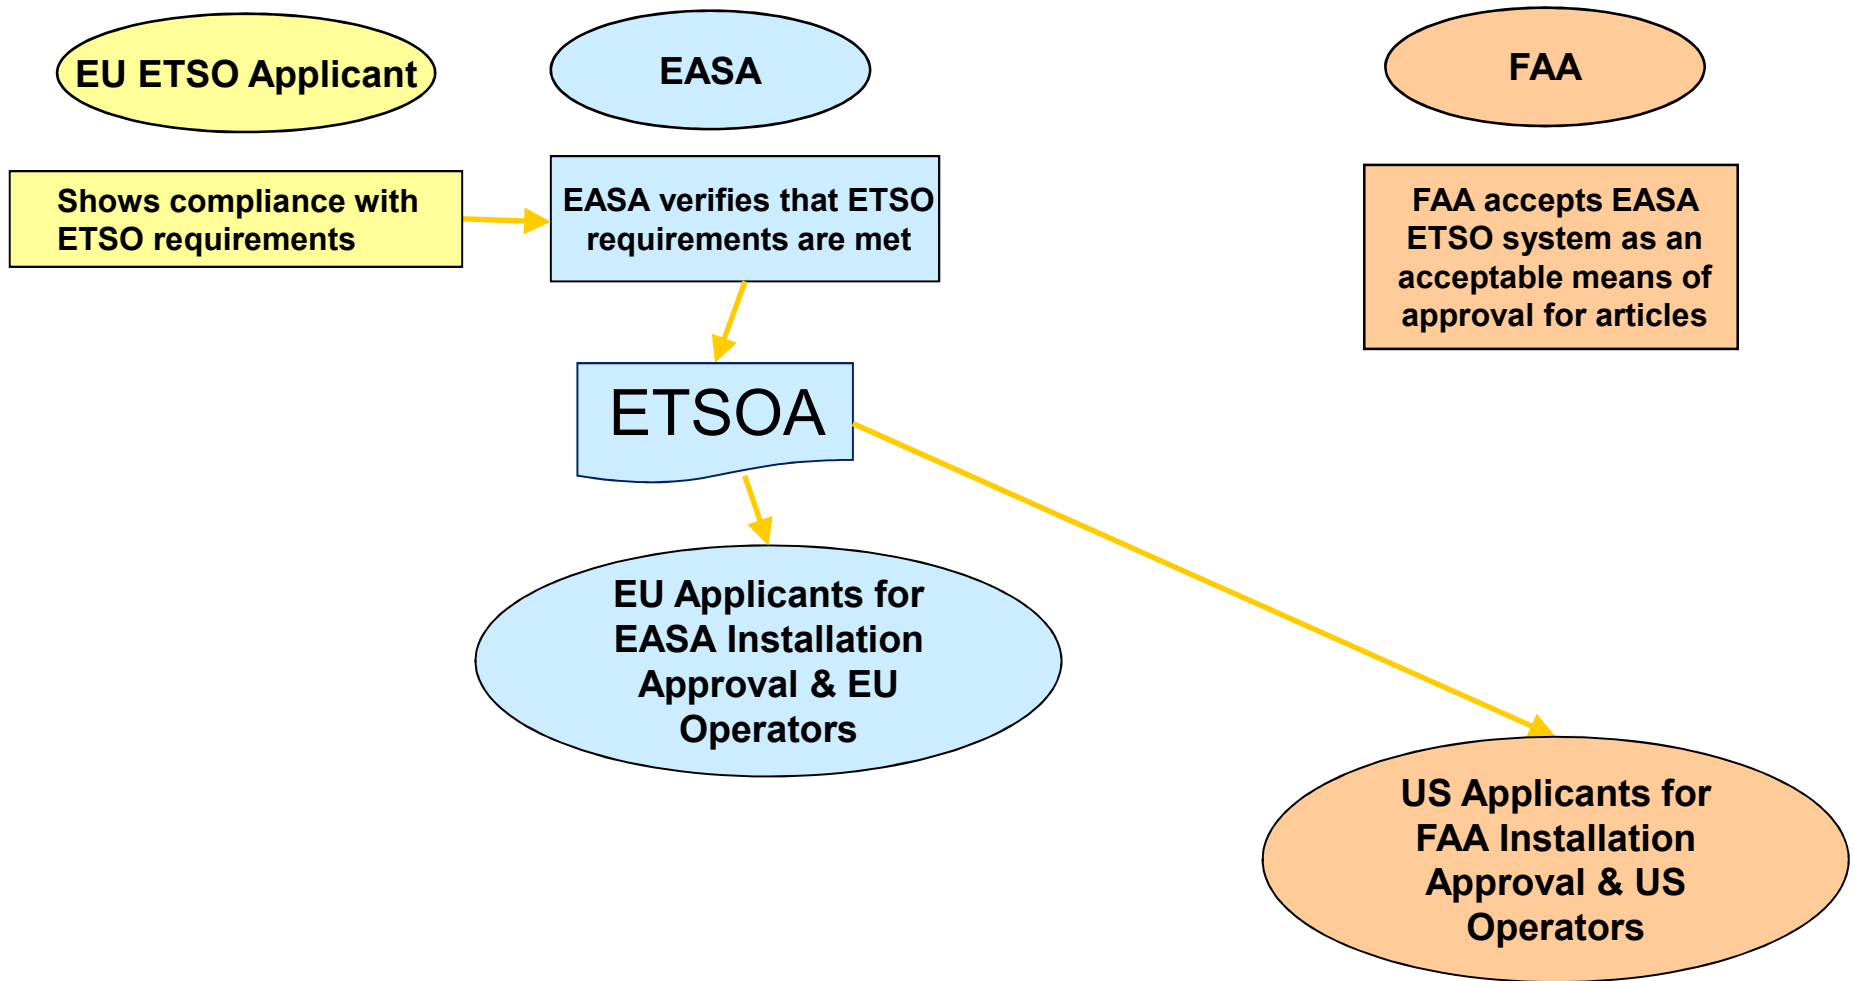 EU ETSO Applicant
EASA
FAA
Shows compliance with
ETSO requirements
EASA verifies that ETSO
requirements are met
FAA accepts EASA
ETSO system as an
acceptable means of
approval for articles
ETSOA
EU Applicants for
EASA Installation
Approval & EU
Operators
US Applicants for
FAA Installation
Approval & US
Operators